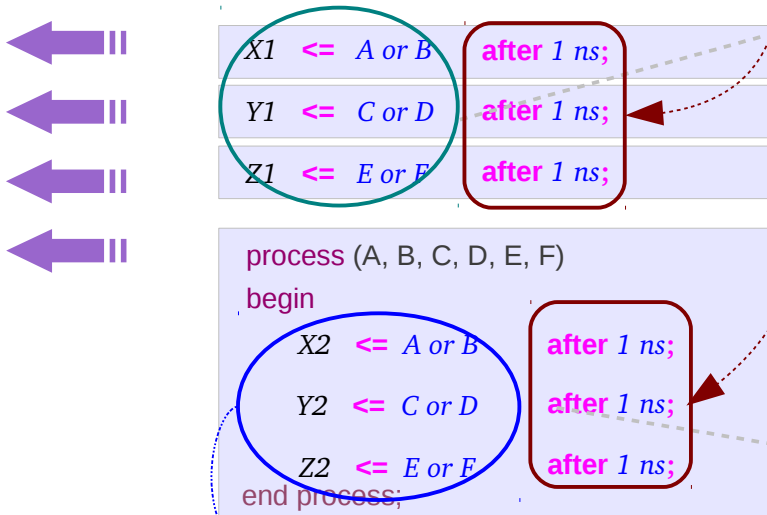 X1 <= A or B after 1 ns;
Y1 <= C or D after 1 ns;
Z1 <= E or F after 1 ns;
process (A, B, C, D, E, F)
begin
X2 <= A or B after 1 ns;
Y2 <= C or D after 1 ns;
Z2 <= E or F after 1 ns;
end process;